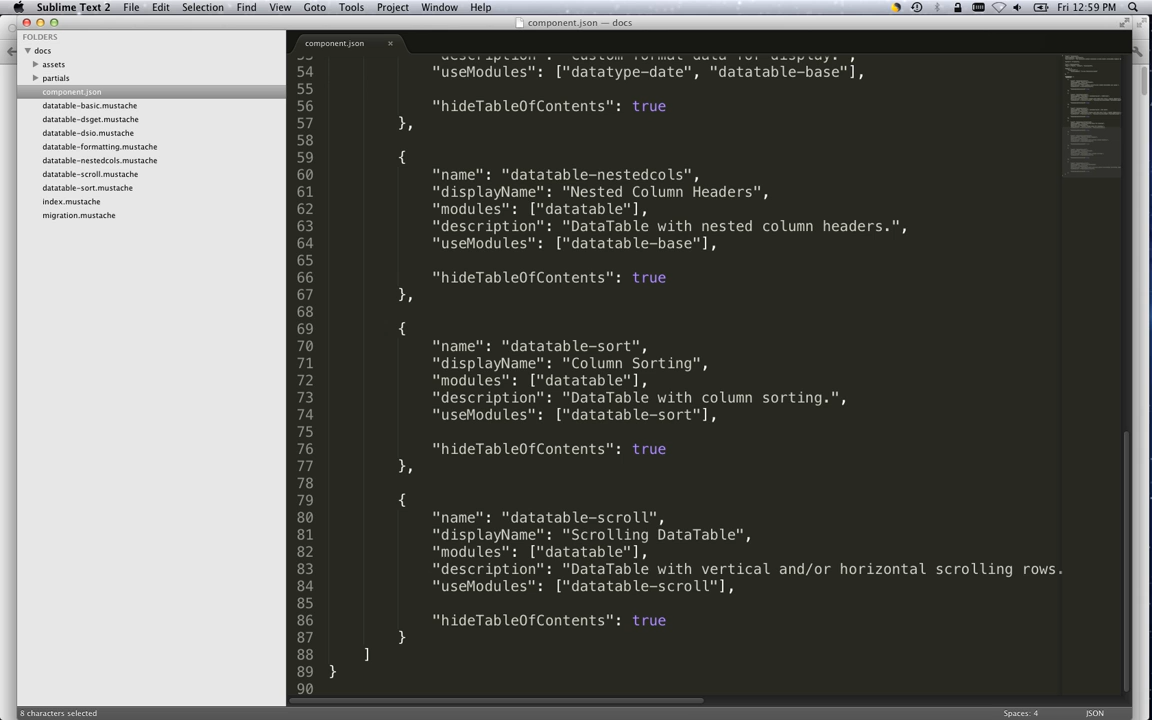 Sublime Text 2 File Edit Selection Find View Goto Tools Project Window Help Fri 12:59 PM
component.json — docs
FOLDERS
docs
assets
partials
component.json
datatable-basic.mustache
datatable-dsget.mustache
datatable-dsio.mustache
datatable-formatting.mustache
datatable-nestedcols.mustache
datatable-scroll.mustache
datatable-sort.mustache
index.mustache
migration.mustache
component.json ×
53 "description": "Custom format data for display.",
54 "useModules": ["datatype-date", "datatable-base"],
55
56 "hideTableOfContents": true
57 },
58
59 {
60 "name": "datatable-nestedcols",
61 "displayName": "Nested Column Headers",
62 "modules": ["datatable"],
63 "description": "DataTable with nested column headers.",
64 "useModules": ["datatable-base"],
65
66 "hideTableOfContents": true
67 },
68
69 {
70 "name": "datatable-sort",
71 "displayName": "Column Sorting",
72 "modules": ["datatable"],
73 "description": "DataTable with column sorting.",
74 "useModules": ["datatable-sort"],
75
76 "hideTableOfContents": true
77 },
78
79 {
80 "name": "datatable-scroll",
81 "displayName": "Scrolling DataTable",
82 "modules": ["datatable"],
83 "description": "DataTable with vertical and/or horizontal scrolling rows.
84 "useModules": ["datatable-scroll"],
85
86 "hideTableOfContents": true
87 }
88 ]
89 }
90
8 characters selected Spaces: 4 JSON